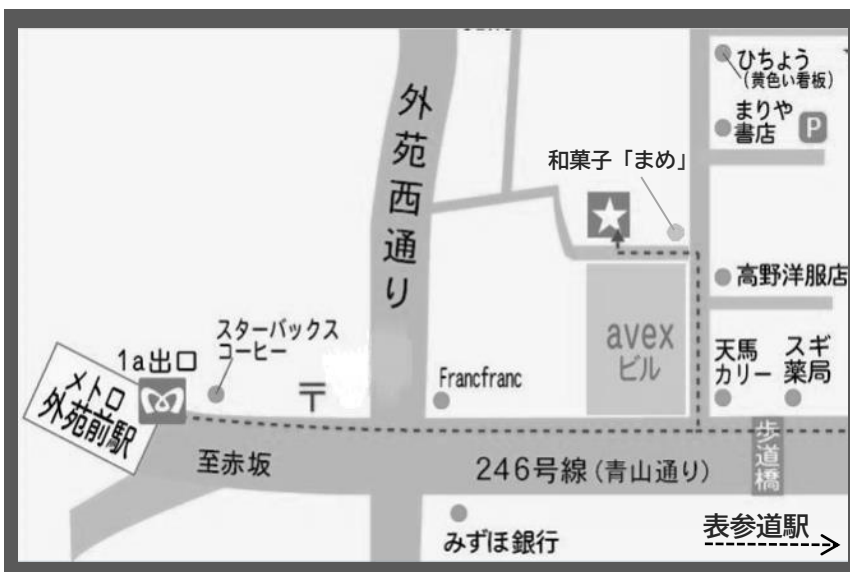 ひちょう
(黄色い看板)
まりや
書店
P
外苑西通り
和菓子「まめ」
高野洋服店
スターバックス
コーヒー
1a出口
メトロ
外苑前駅
〒
Francfranc
avex
ビル
天馬
カリー
スギ
薬局
歩道橋
至赤坂
246号線(青山通り)
みずほ銀行
表参道駅